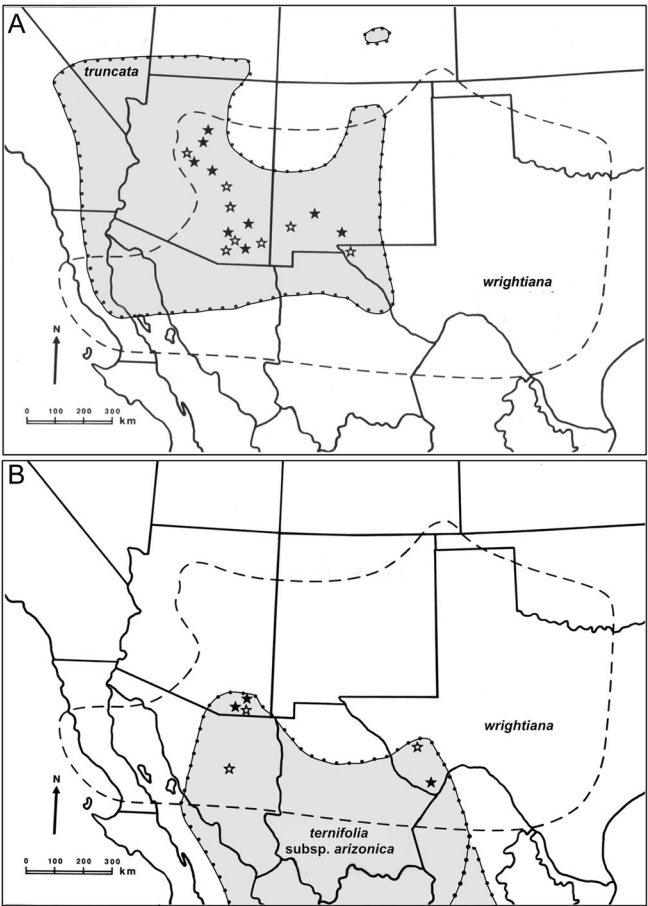 A
truncata
wrightiana
N
0 100 200 300
km
B
wrightiana
N
ternifolia
subsp. arizonica
0 100 200 300
km